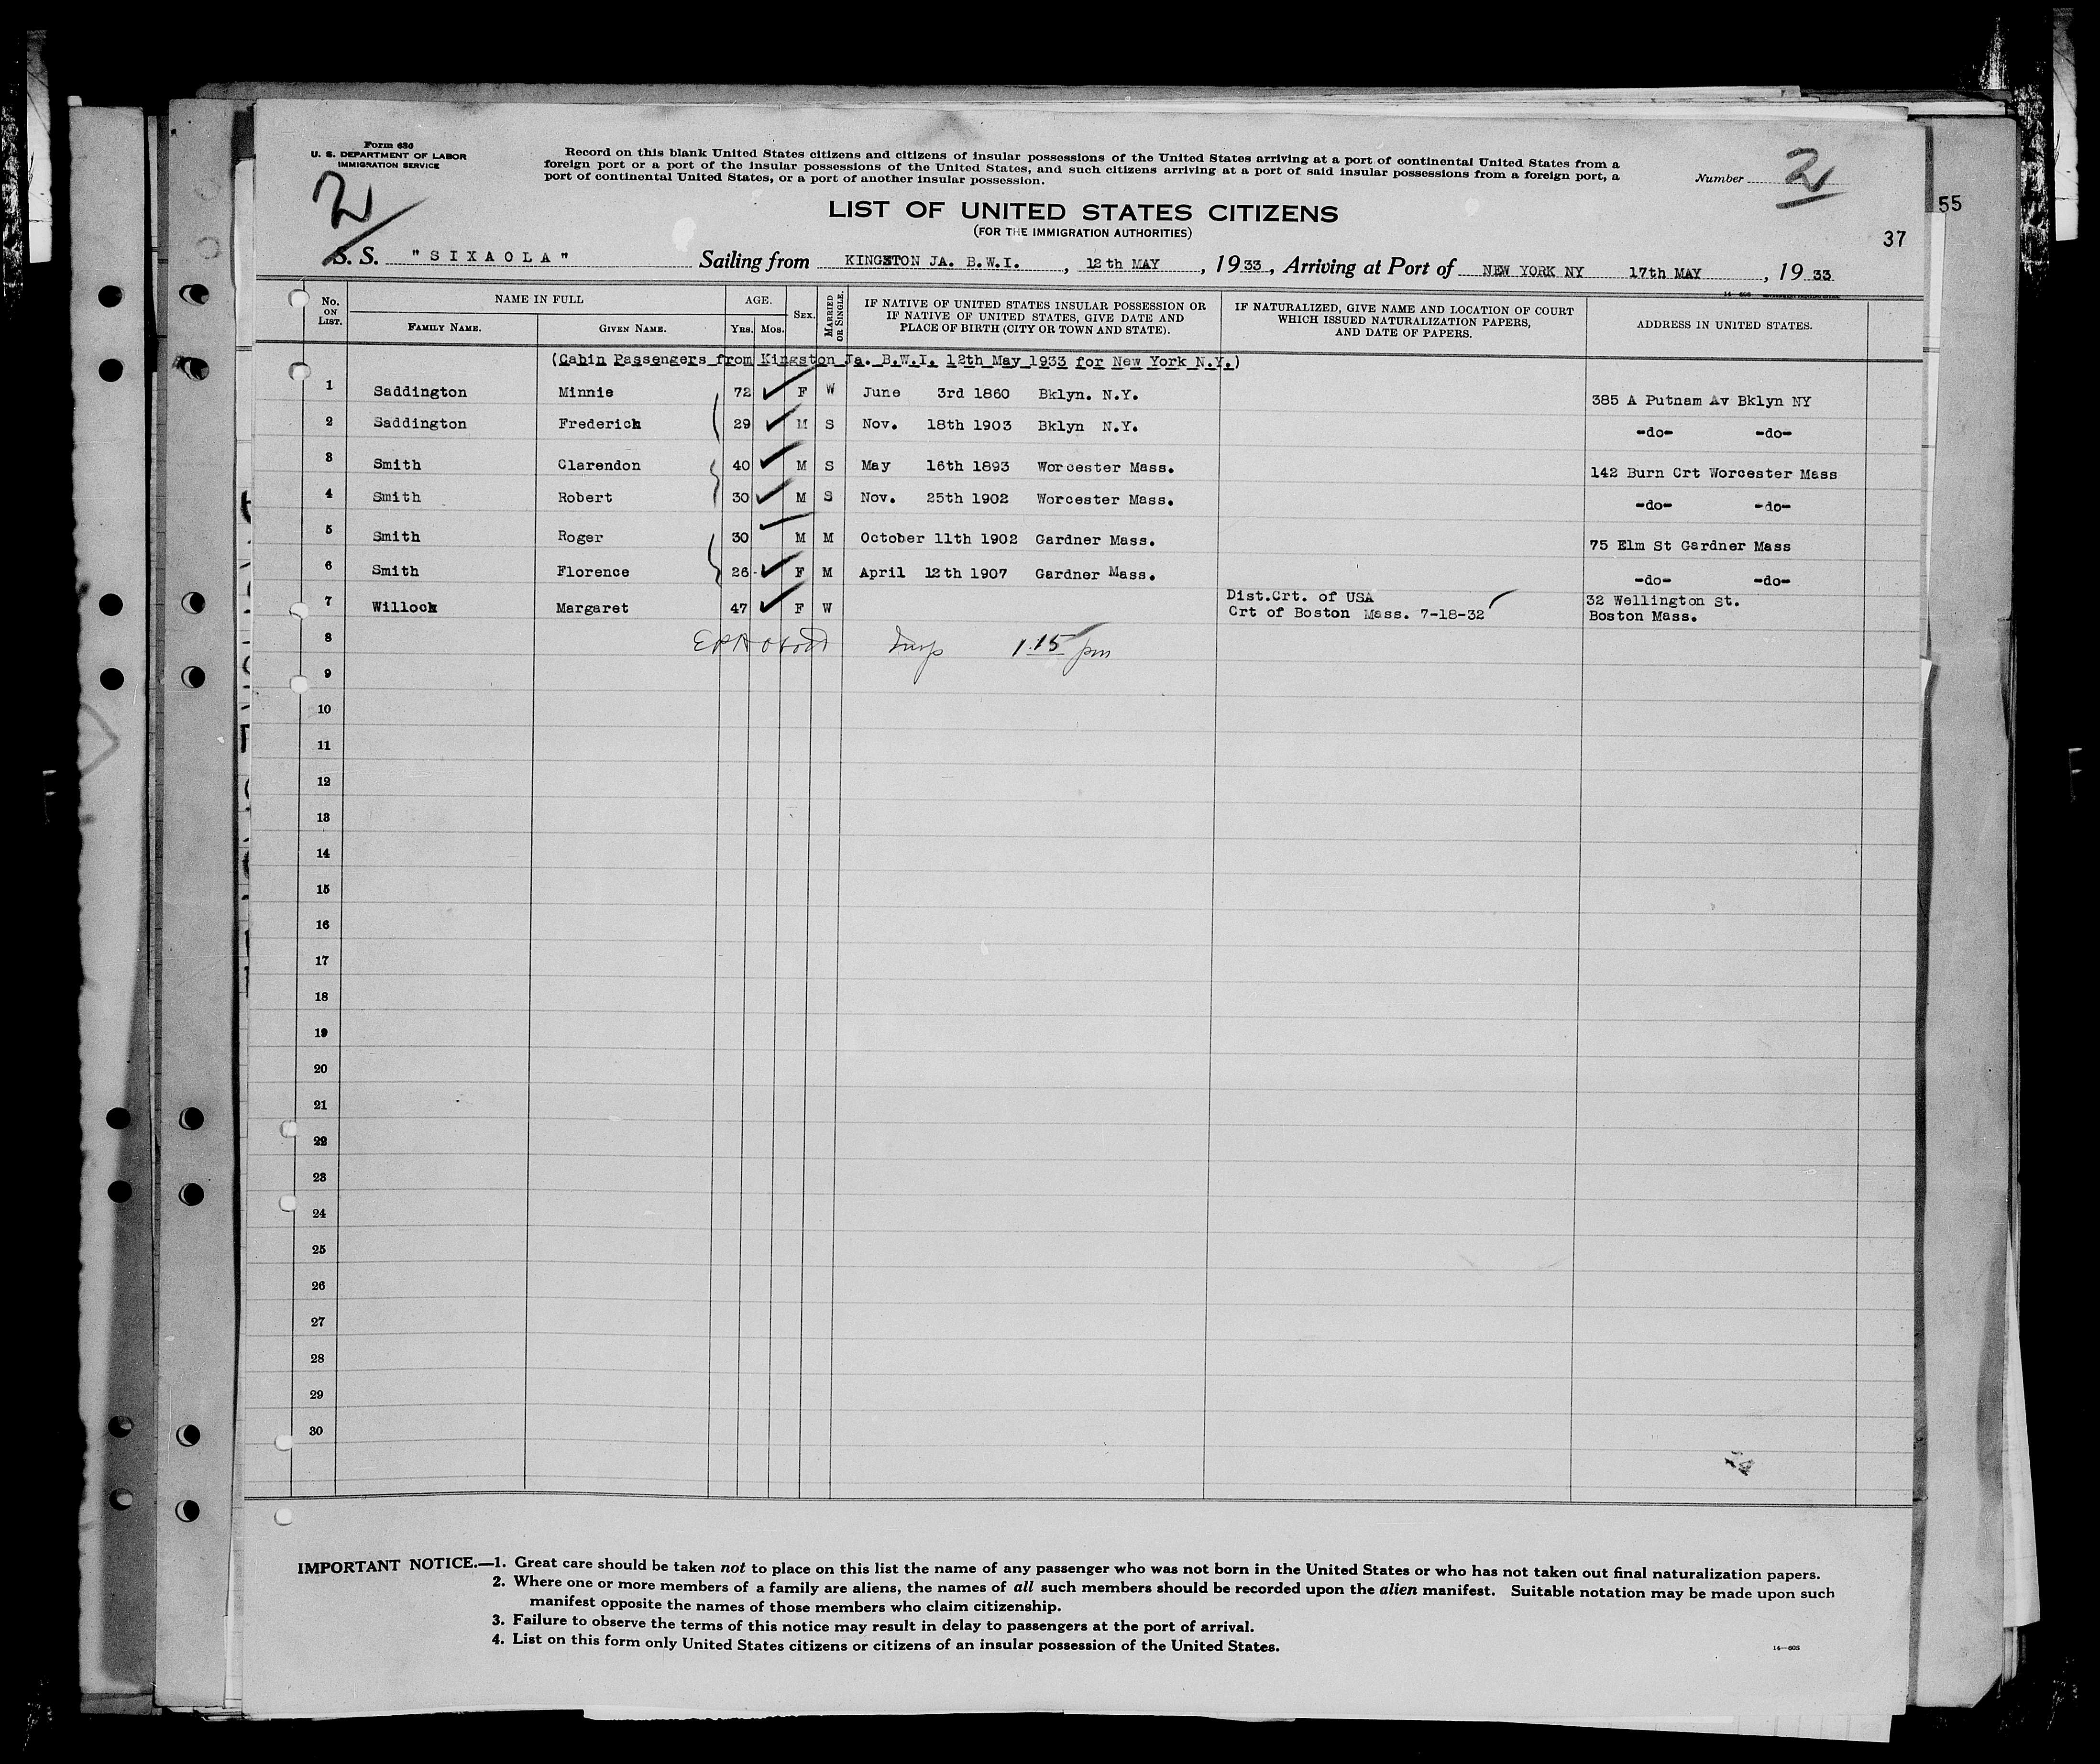 Form 630
U. S. DEPARTMENT OF LABOR
IMMIGRATION SERVICE
2
Record on this blank United States citizens and citizens of insular possessions of the United States arriving at a port of continental United States from a
foreign port or a port of the insular possessions of the United States, and such citizens arriving at a port of said insular possessions from a foreign port, a
port of continental United States, or a port of another insular possession.
Number 2
55
37
LIST OF UNITED STATES CITIZENS
(FOR THE IMMIGRATION AUTHORITIES)
S. S. "SIXAOLA" Sailing from KINGSTON JA. B.W.I., 12th MAY, 1933, Arriving at Port of NEW YORK NY 17th MAY, 1933
No. ON LIST. NAME IN FULL FAMILY NAME. GIVEN NAME. AGE. YRS. MOS. SEX. MARRIED OR SINGLE. IF NATIVE OF UNITED STATES INSULAR POSSESSION OR IF NATIVE OF UNITED STATES, GIVE DATE AND PLACE OF BIRTH (CITY OR TOWN AND STATE). IF NATURALIZED, GIVE NAME AND LOCATION OF COURT WHICH ISSUED NATURALIZATION PAPERS, AND DATE OF PAPERS. ADDRESS IN UNITED STATES.
(Cabin Passengers from Kingston Ja. B.W.I. 12th May 1933 for New York N.Y.)
1 Saddington Minnie 72 F W June 3rd 1860 Bklyn. N.Y. 385 A Putnam Av Bklyn NY
2 Saddington Frederick 29 M S Nov. 18th 1903 Bklyn N.Y. -do- -do-
3 Smith Clarendon 40 M S May 16th 1893 Worcester Mass. 142 Burn Crt Worcester Mass
4 Smith Robert 30 M S Nov. 25th 1902 Worcester Mass. -do- -do-
5 Smith Roger 30 M M October 11th 1902 Gardner Mass. 75 Elm St Gardner Mass
6 Smith Florence 26 F M April 12th 1907 Gardner Mass. -do- -do-
7 Willock Margaret 47 F W Dist.Crt. of USA Crt of Boston Mass. 7-18-32 32 Wellington St. Boston Mass.
8 Insp 1.15 pm
9
10
11
12
13
14
15
16
17
18
19
20
21
22
23
24
25
26
27
28
29
30
IMPORTANT NOTICE.—1. Great care should be taken not to place on this list the name of any passenger who was not born in the United States or who has not taken out final naturalization papers.
2. Where one or more members of a family are aliens, the names of all such members should be recorded upon the alien manifest. Suitable notation may be made upon such
manifest opposite the names of those members who claim citizenship.
3. Failure to observe the terms of this notice may result in delay to passengers at the port of arrival.
4. List on this form only United States citizens or citizens of an insular possession of the United States.